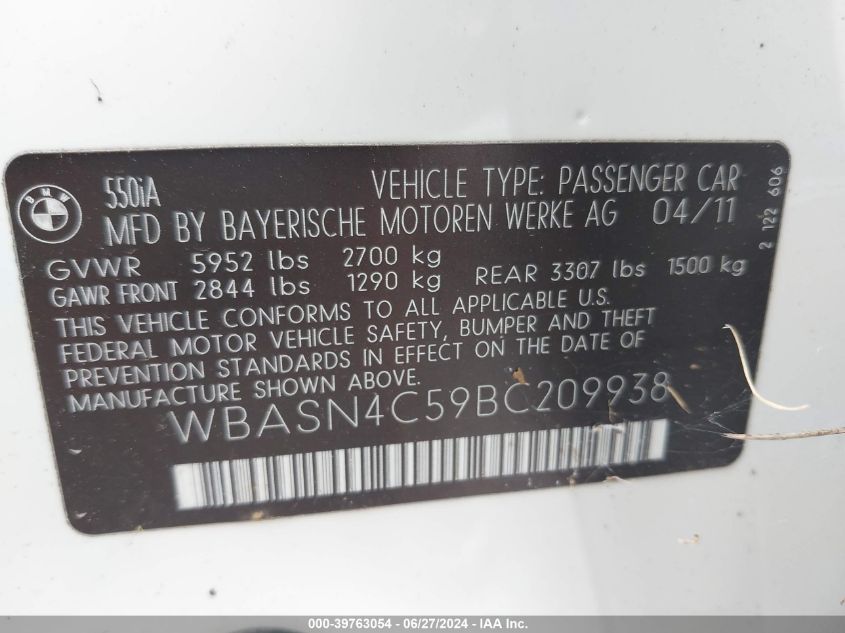 BMW
550iA VEHICLE TYPE: PASSENGER CAR
MFD BY BAYERISCHE MOTOREN WERKE AG 04/11
GVWR 5952 lbs 2700 kg
GAWR FRONT 2844 lbs 1290 kg REAR 3307 lbs 1500 kg
THIS VEHICLE CONFORMS TO ALL APPLICABLE U.S.
FEDERAL MOTOR VEHICLE SAFETY, BUMPER AND THEFT
PREVENTION STANDARDS IN EFFECT ON THE DATE OF
MANUFACTURE SHOWN ABOVE.
WBASN4C59BC209938
2 122 606
000-39763054 - 06/27/2024 - IAA Inc.